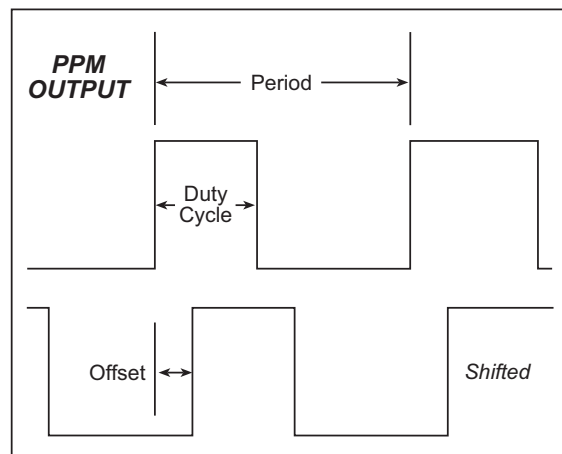 PPM
OUTPUT
Period
Duty
Cycle
Offset
Shifted